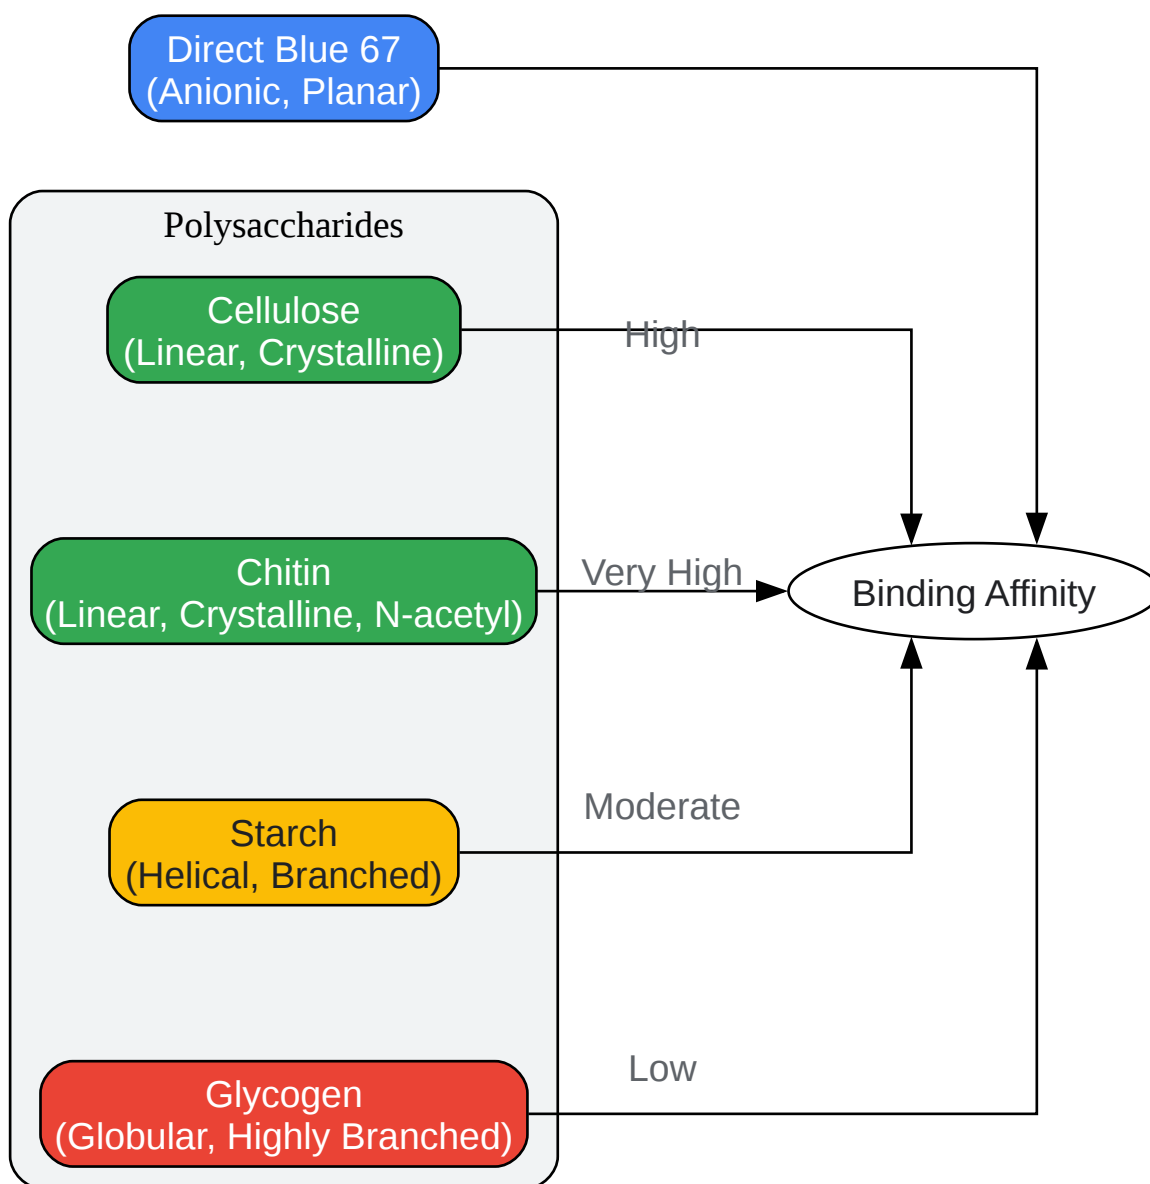 Direct Blue 67
(Anionic, Planar)
Polysaccharides
Cellulose
(Linear, Crystalline)
High
Chitin
(Linear, Crystalline, N-acetyl)
Very High
Binding Affinity
Starch
(Helical, Branched)
Moderate
Glycogen
(Globular, Highly Branched)
Low